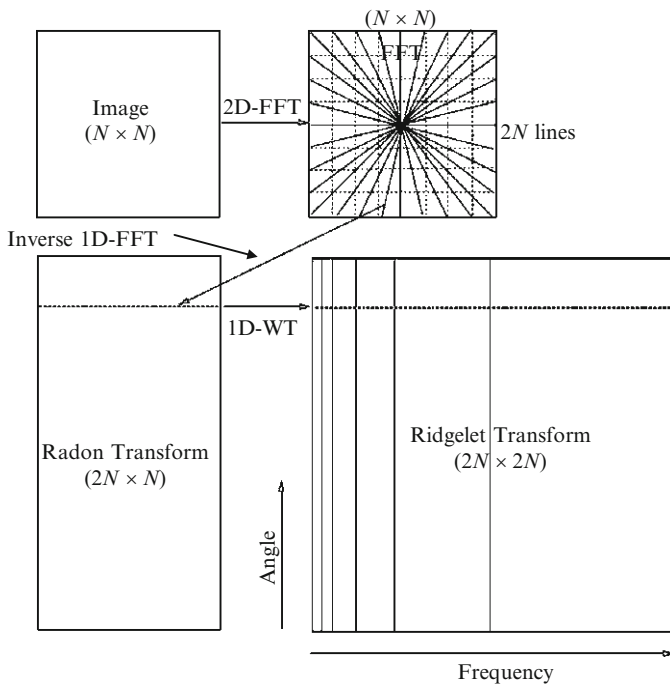 (N × N)
FFT
Image
(N × N)
2D-FFT
2N lines
Inverse 1D-FFT
1D-WT
Radon Transform
(2N × N)
Ridgelet Transform
(2N × 2N)
Angle
Frequency